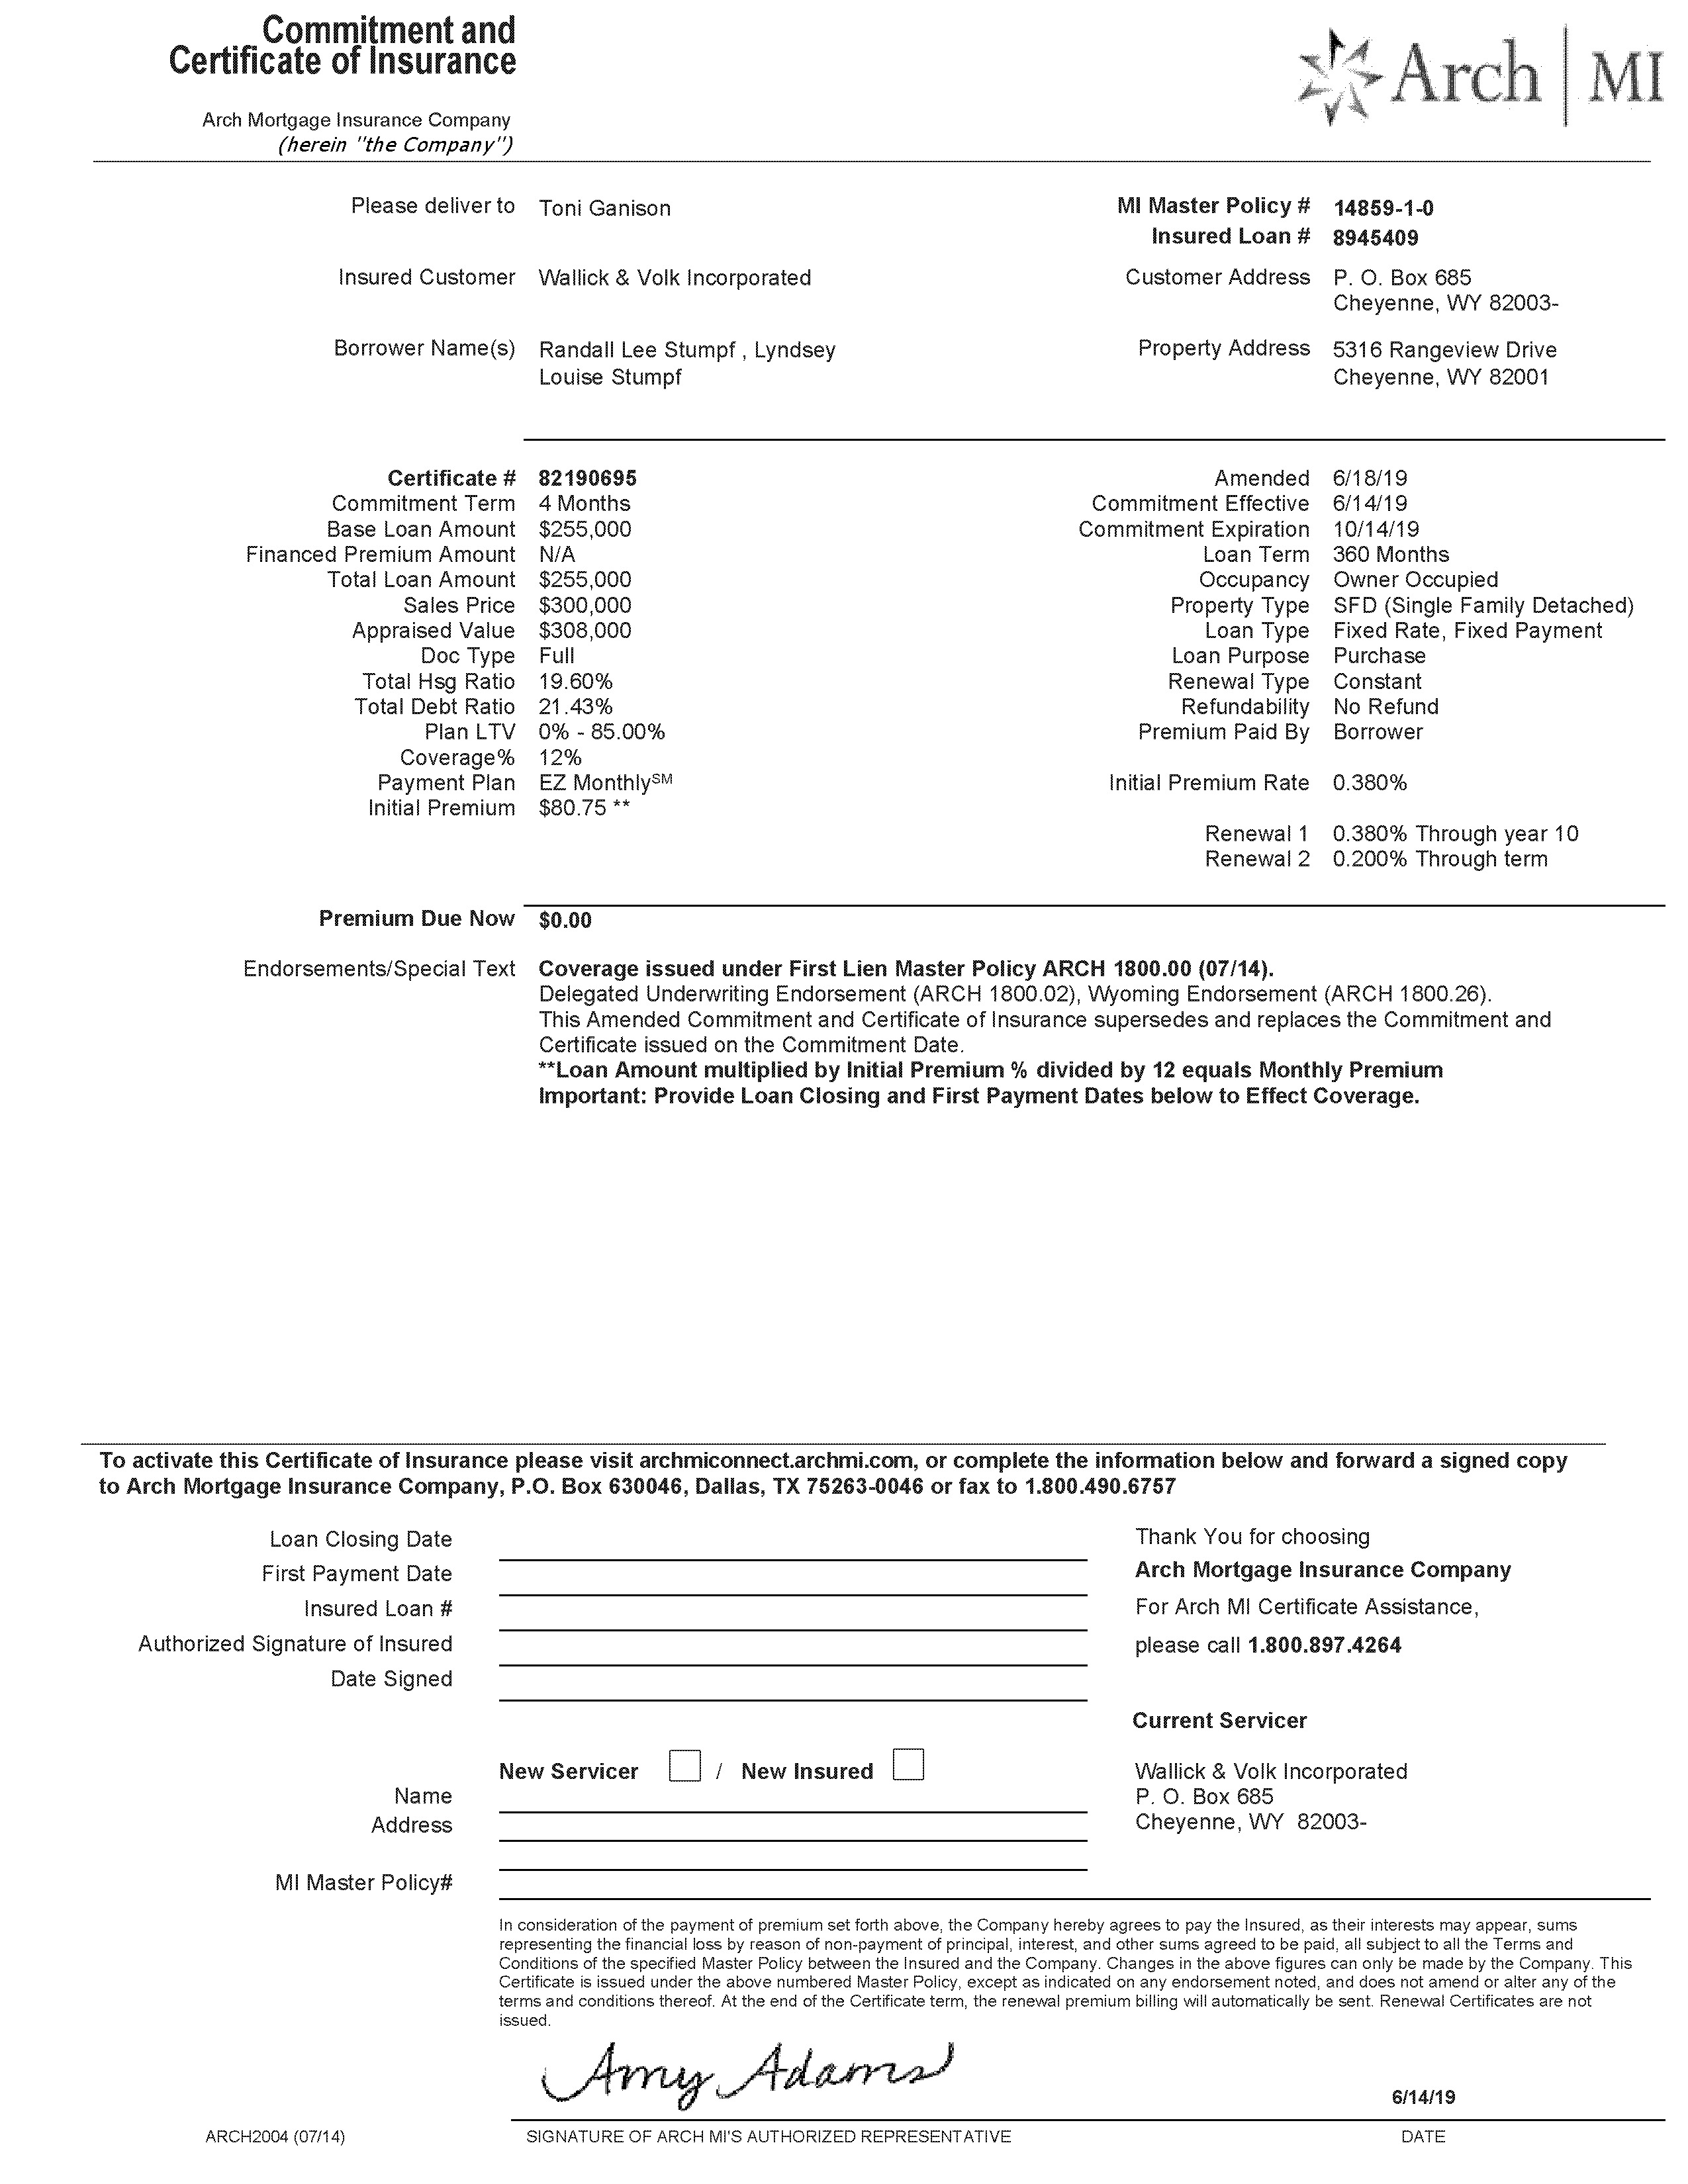 Commitment and
Certificate of Insurance
Arch | MI
Arch Mortgage Insurance Company
(herein "the Company")
Please deliver to Toni Ganison MI Master Policy # 14859-1-0
Insured Loan # 8945409
Insured Customer Wallick & Volk Incorporated Customer Address P. O. Box 685
Cheyenne, WY 82003-
Borrower Name(s) Randall Lee Stumpf , Lyndsey Property Address 5316 Rangeview Drive
Louise Stumpf Cheyenne, WY 82001
Certificate # 82190695 Amended 6/18/19
Commitment Term 4 Months Commitment Effective 6/14/19
Base Loan Amount $255,000 Commitment Expiration 10/14/19
Financed Premium Amount N/A Loan Term 360 Months
Total Loan Amount $255,000 Occupancy Owner Occupied
Sales Price $300,000 Property Type SFD (Single Family Detached)
Appraised Value $308,000 Loan Type Fixed Rate, Fixed Payment
Doc Type Full Loan Purpose Purchase
Total Hsg Ratio 19.60% Renewal Type Constant
Total Debt Ratio 21.43% Refundability No Refund
Plan LTV 0% - 85.00% Premium Paid By Borrower
Coverage% 12%
Payment Plan EZ Monthly℠ Initial Premium Rate 0.380%
Initial Premium $80.75 **
Renewal 1 0.380% Through year 10
Renewal 2 0.200% Through term
Premium Due Now $0.00
Endorsements/Special Text Coverage issued under First Lien Master Policy ARCH 1800.00 (07/14).
Delegated Underwriting Endorsement (ARCH 1800.02), Wyoming Endorsement (ARCH 1800.26).
This Amended Commitment and Certificate of Insurance supersedes and replaces the Commitment and
Certificate issued on the Commitment Date.
**Loan Amount multiplied by Initial Premium % divided by 12 equals Monthly Premium
Important: Provide Loan Closing and First Payment Dates below to Effect Coverage.
To activate this Certificate of Insurance please visit archmiconnect.archmi.com, or complete the information below and forward a signed copy
to Arch Mortgage Insurance Company, P.O. Box 630046, Dallas, TX 75263-0046 or fax to 1.800.490.6757
Loan Closing Date Thank You for choosing
First Payment Date Arch Mortgage Insurance Company
Insured Loan # For Arch MI Certificate Assistance,
Authorized Signature of Insured please call 1.800.897.4264
Date Signed
Current Servicer
New Servicer / New Insured Wallick & Volk Incorporated
Name P. O. Box 685
Address Cheyenne, WY 82003-
MI Master Policy#
In consideration of the payment of premium set forth above, the Company hereby agrees to pay the Insured, as their interests may appear, sums
representing the financial loss by reason of non-payment of principal, interest, and other sums agreed to be paid, all subject to all the Terms and
Conditions of the specified Master Policy between the Insured and the Company. Changes in the above figures can only be made by the Company. This
Certificate is issued under the above numbered Master Policy, except as indicated on any endorsement noted, and does not amend or alter any of the
terms and conditions thereof. At the end of the Certificate term, the renewal premium billing will automatically be sent. Renewal Certificates are not
issued.
Amy Adams
6/14/19
ARCH2004 (07/14) SIGNATURE OF ARCH MI'S AUTHORIZED REPRESENTATIVE DATE